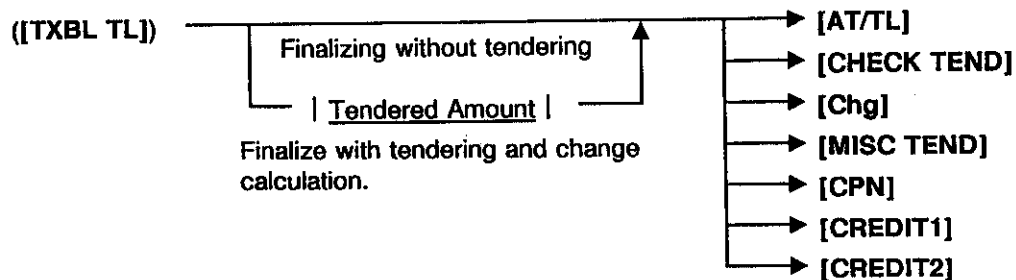 ([TXBL TL])
Finalizing without tendering
| Tendered Amount |
Finalize with tendering and change
calculation.
[AT/TL]
[CHECK TEND]
[Chg]
[MISC TEND]
[CPN]
[CREDIT1]
[CREDIT2]